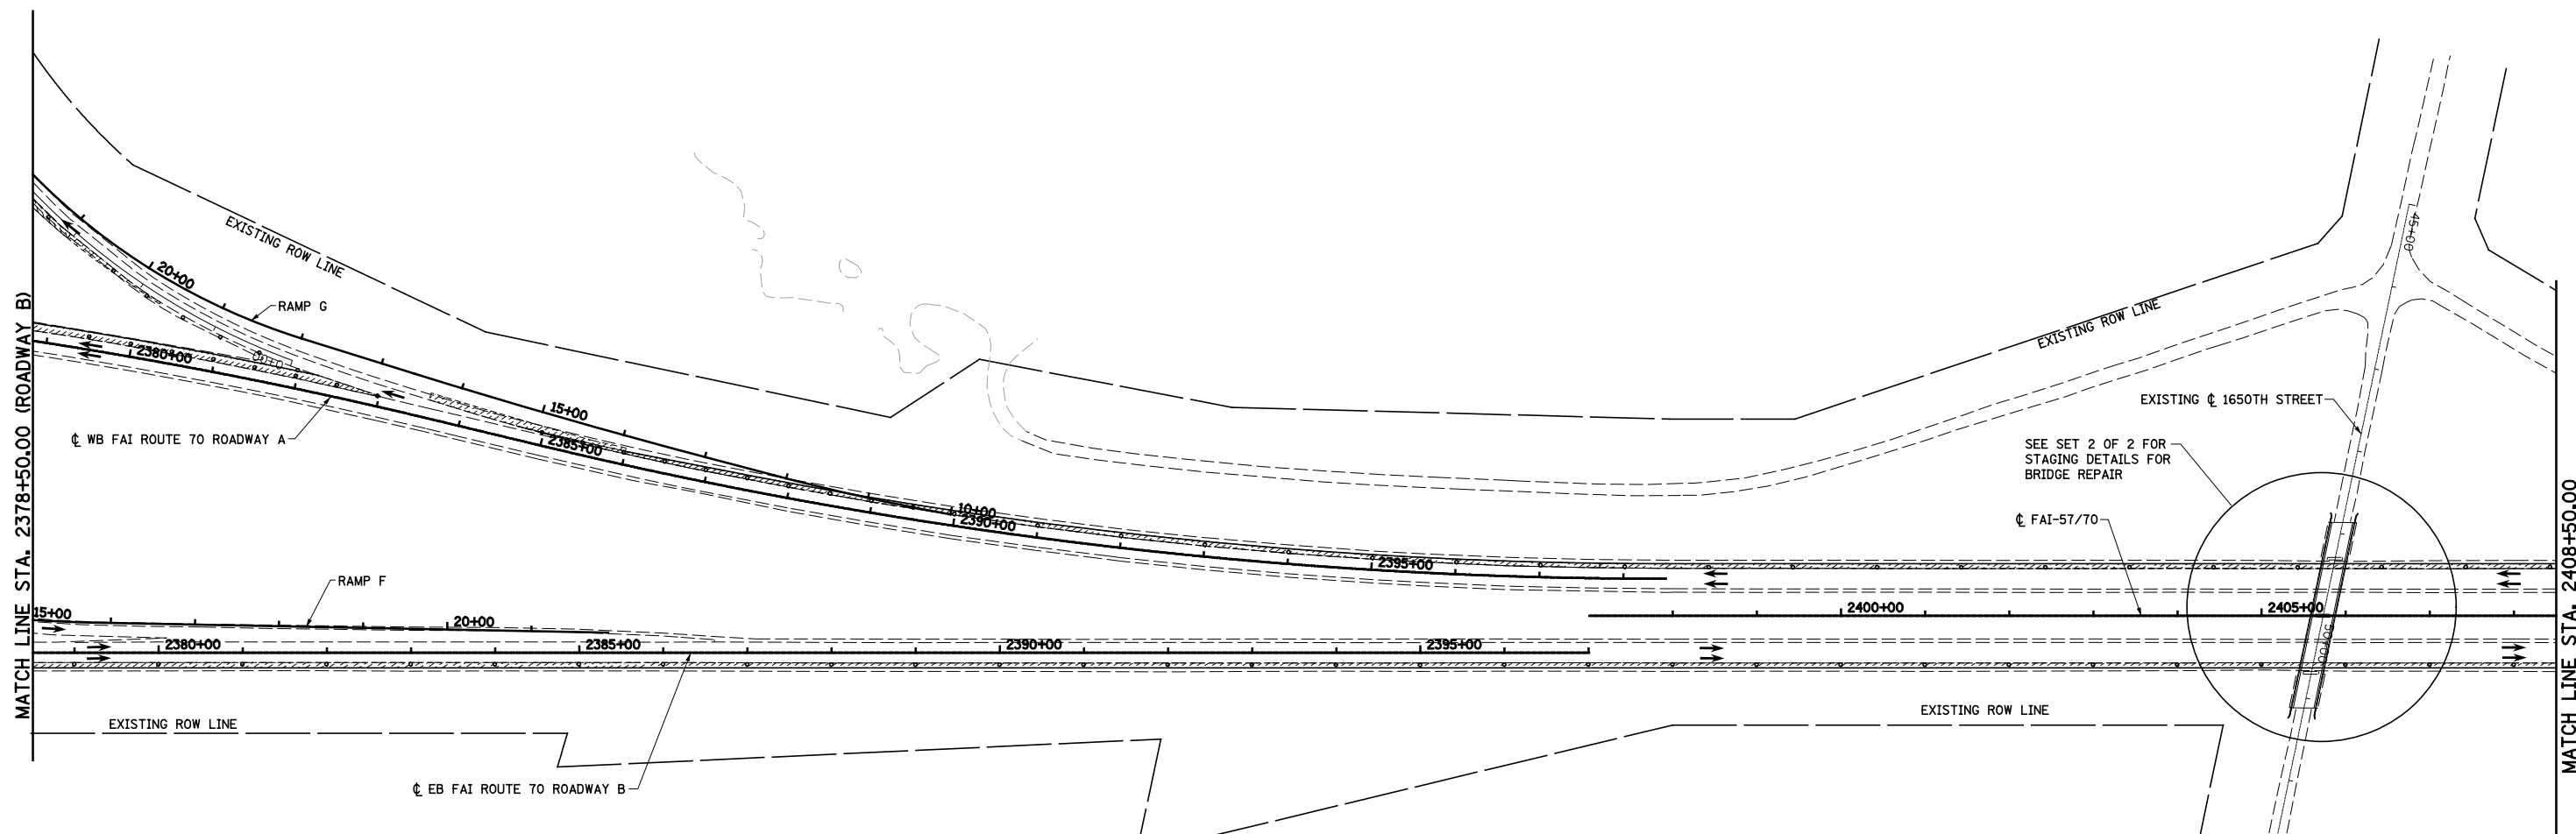 MATCH LINE STA. 2378+50.00 (ROADWAY B)
EXISTING ROW LINE
20+00
RAMP G
2380+00
00+0
℄ WB FAI ROUTE 70 ROADWAY A
15+00
2385+00
10+00
2390+00
2395+00
EXISTING ROW LINE
45+00
EXISTING ℄ 1650TH STREET
SEE SET 2 OF 2 FOR
STAGING DETAILS FOR
BRIDGE REPAIR
℄ FAI-57/70
2400+00
2405+00
50+00
RAMP F
15+00
20+00
2380+00
2385+00
2390+00
2395+00
EXISTING ROW LINE
EXISTING ROW LINE
℄ EB FAI ROUTE 70 ROADWAY B
MATCH LINE STA. 2408+50.00